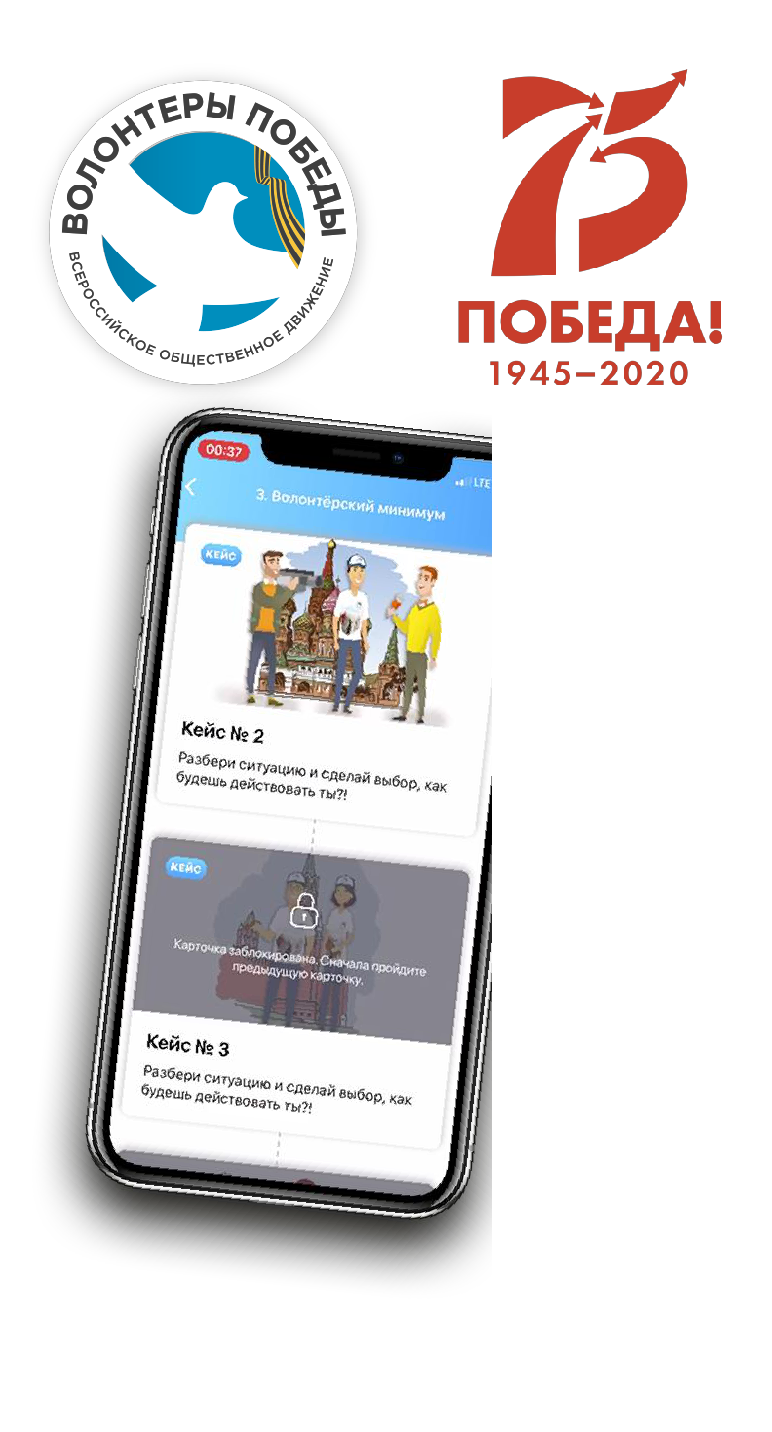 ВОЛОНТЕРЫ ПОБЕДЫ
ВСЕРОССИЙСКОЕ ОБЩЕСТВЕННОЕ ДВИЖЕНИЕ
75
ПОБЕДА!
1945–2020
00:37
LTE
3. Волонтёрский минимум
КЕЙС
Кейс № 2
Разбери ситуацию и сделай выбор, как
будешь действовать ты?!
КЕЙС
Карточка заблокирована. Сначала пройдите
предыдущую карточку.
Кейс № 3
Разбери ситуацию и сделай выбор, как
будешь действовать ты?!